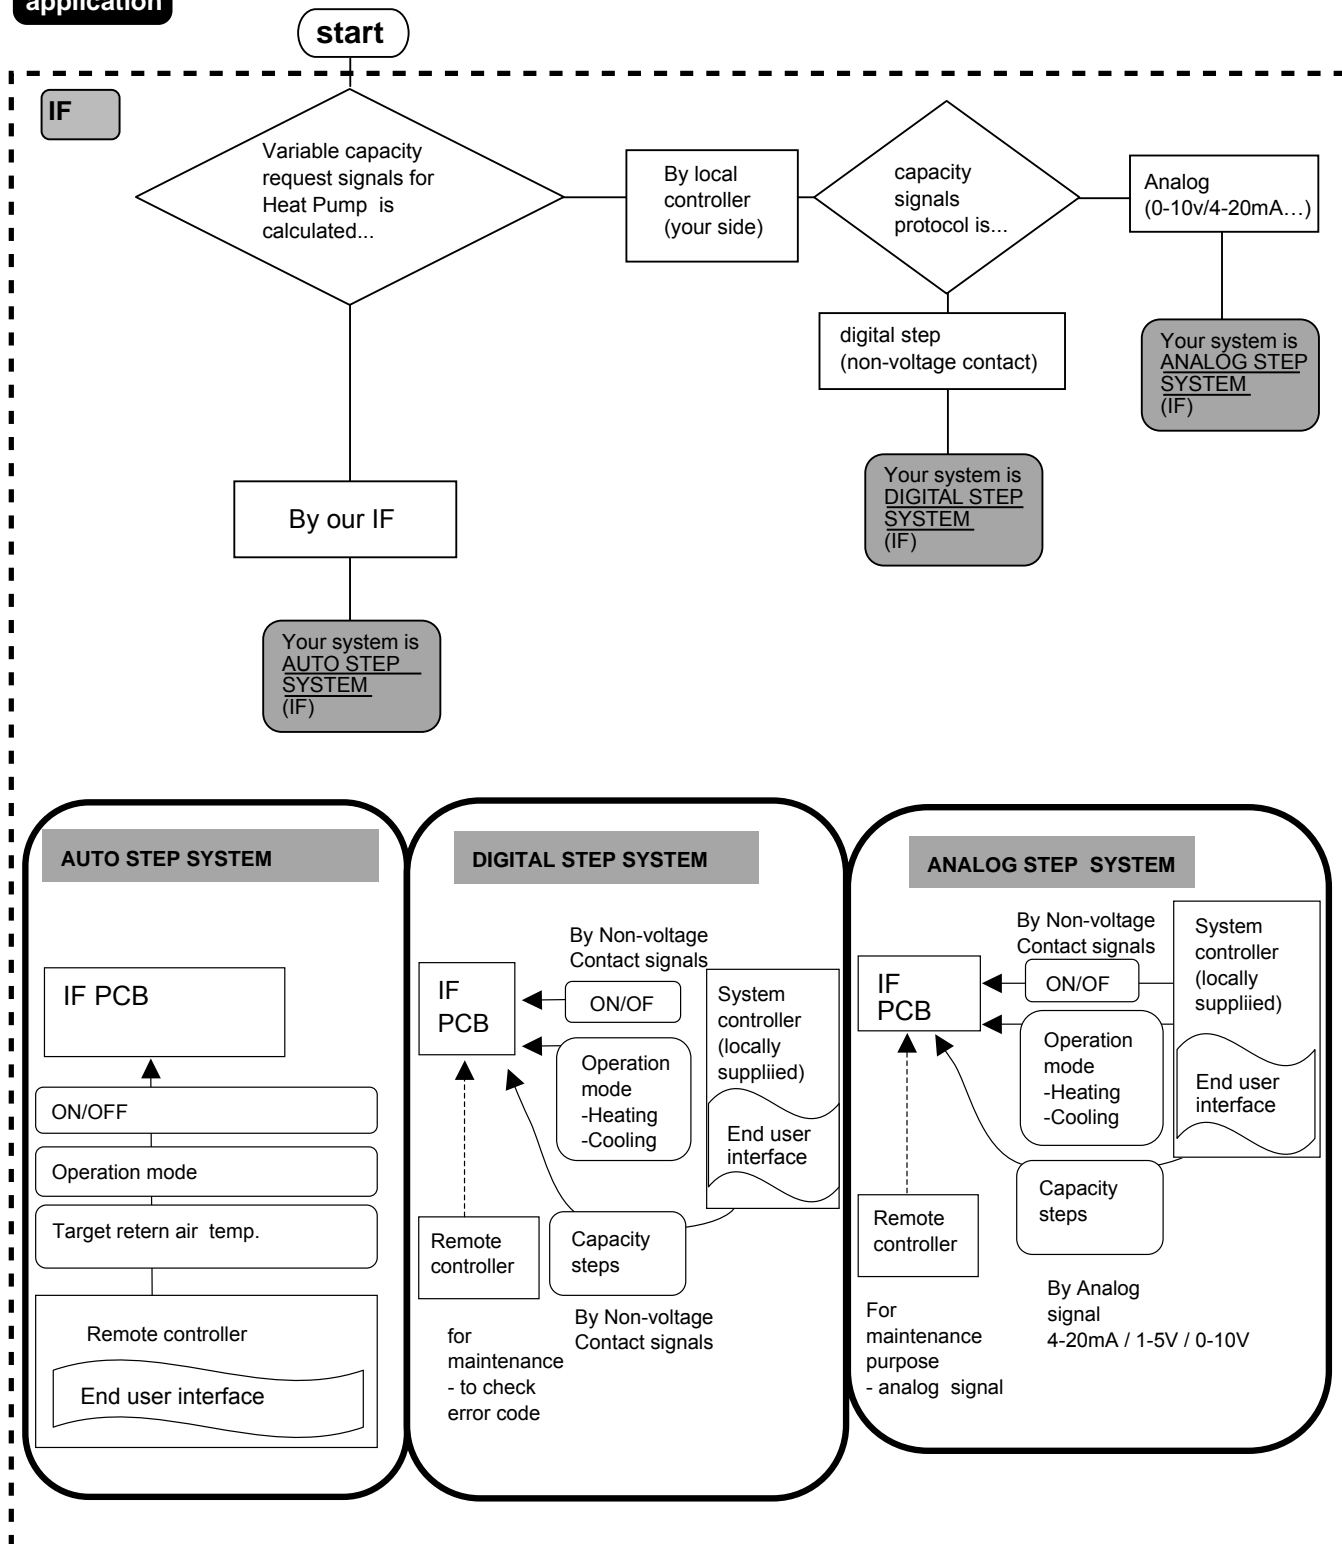 application
start
IF
Variable capacity
request signals for
Heat Pump is
calculated...
By local
controller
(your side)
capacity
signals
protocol is...
Analog
(0-10v/4-20mA…)
digital step
(non-voltage contact)
Your system is
ANALOG STEP
SYSTEM
(IF)
Your system is
DIGITAL STEP
SYSTEM
(IF)
By our IF
Your system is
AUTO STEP
SYSTEM
(IF)
AUTO STEP SYSTEM
IF PCB
ON/OFF
Operation mode
Target retern air temp.
Remote controller
End user interface
DIGITAL STEP SYSTEM
By Non-voltage
Contact signals
IF
PCB
ON/OF
Operation
mode
-Heating
-Cooling
System
controller
(locally
suppliied)
End user
interface
Remote
controller
Capacity
steps
for
maintenance
- to check
error code
By Non-voltage
Contact signals
ANALOG STEP SYSTEM
By Non-voltage
Contact signals
IF
PCB
ON/OF
Operation
mode
-Heating
-Cooling
System
controller
(locally
suppliied)
End user
interface
Remote
controller
Capacity
steps
For
maintenance
purpose
- analog signal
By Analog
signal
4-20mA / 1-5V / 0-10V